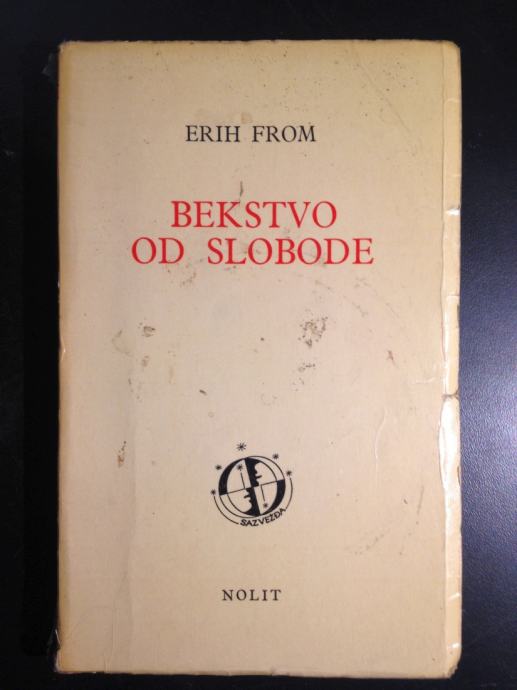 ERIH FROM
BEKSTVO
OD SLOBODE
SAZVEŽĐA
NOLIT